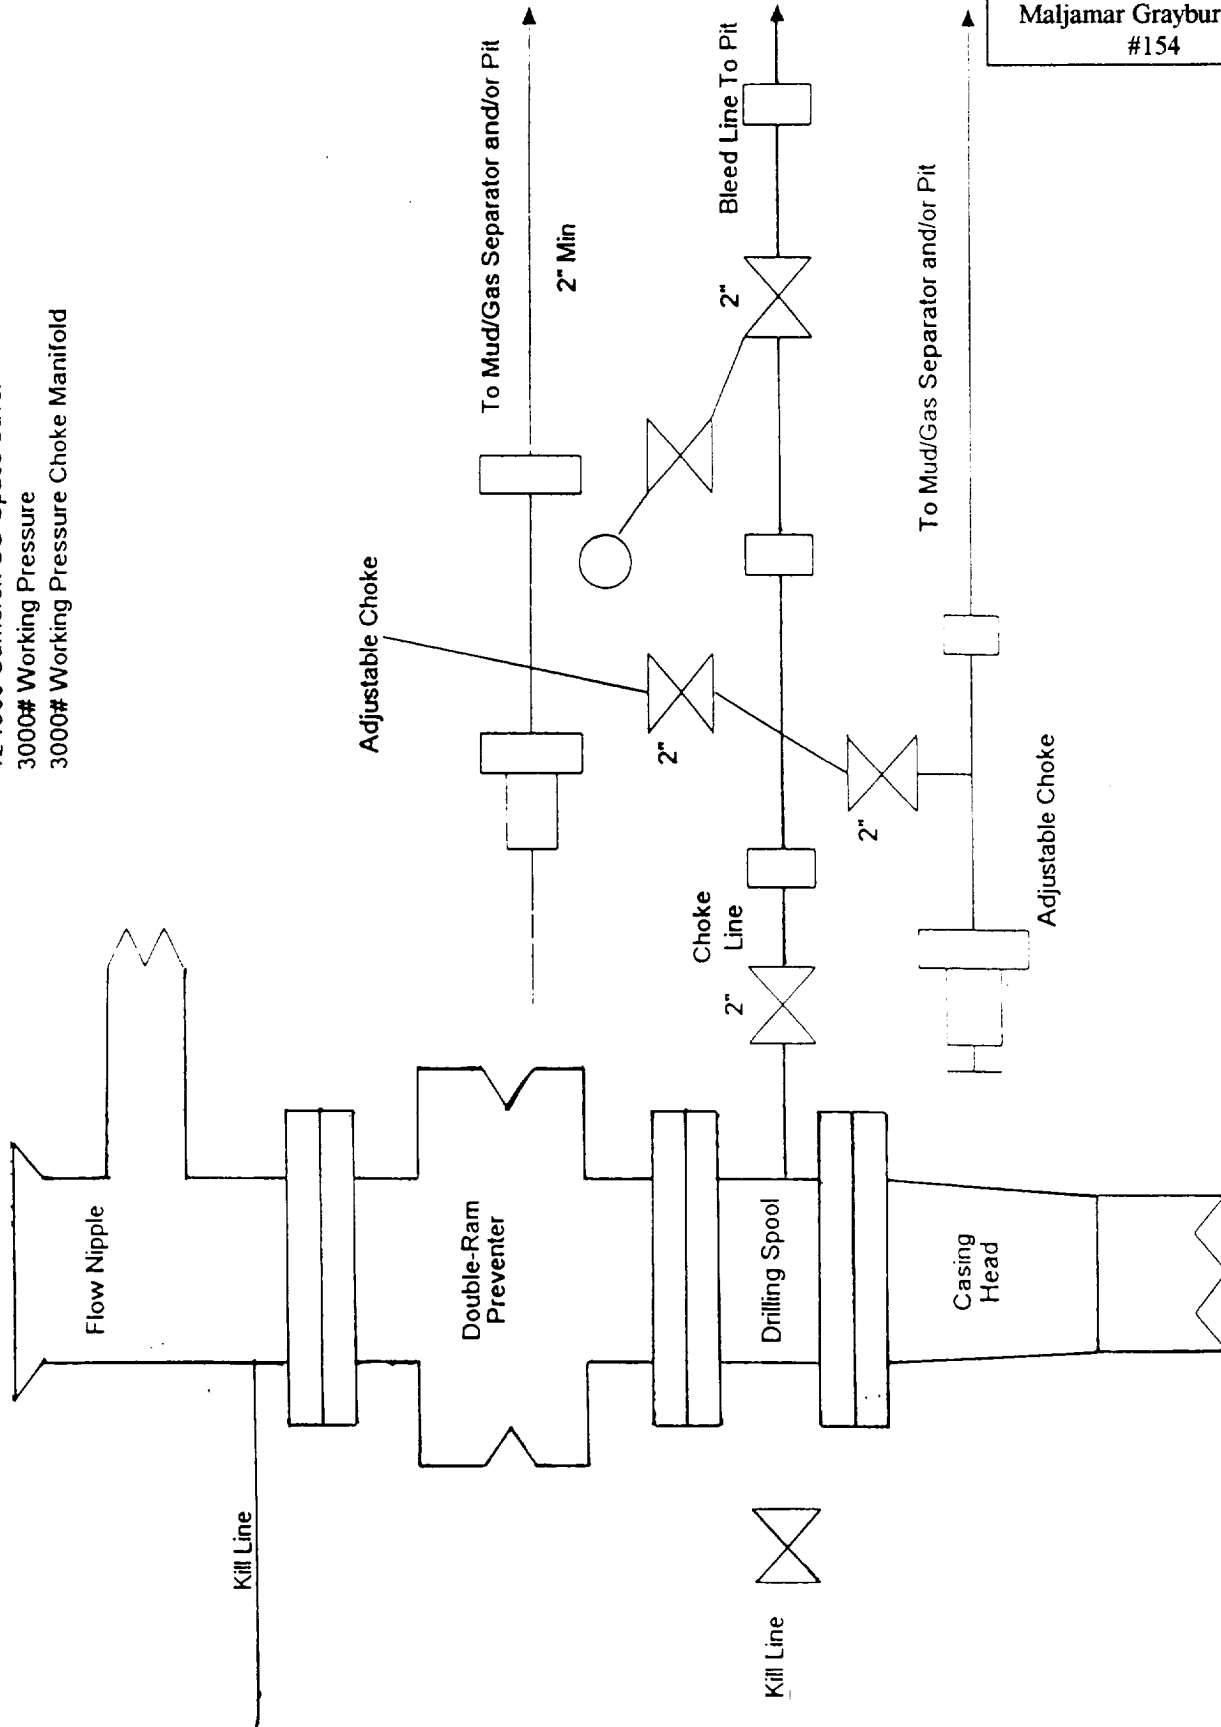 Maljamar Graybur
#154
3000# Working Pressure
3000# Working Pressure Choke Manifold
To Mud/Gas Separator and/or Pit
2" Min
Bleed Line To Pit
2"
To Mud/Gas Separator and/or Pit
Adjustable Choke
2"
2"
Adjustable Choke
Choke
Line
2"
Flow Nipple
Double-Ram
Preventer
Drilling Spool
Casing
Head
Kill Line
Kill Line